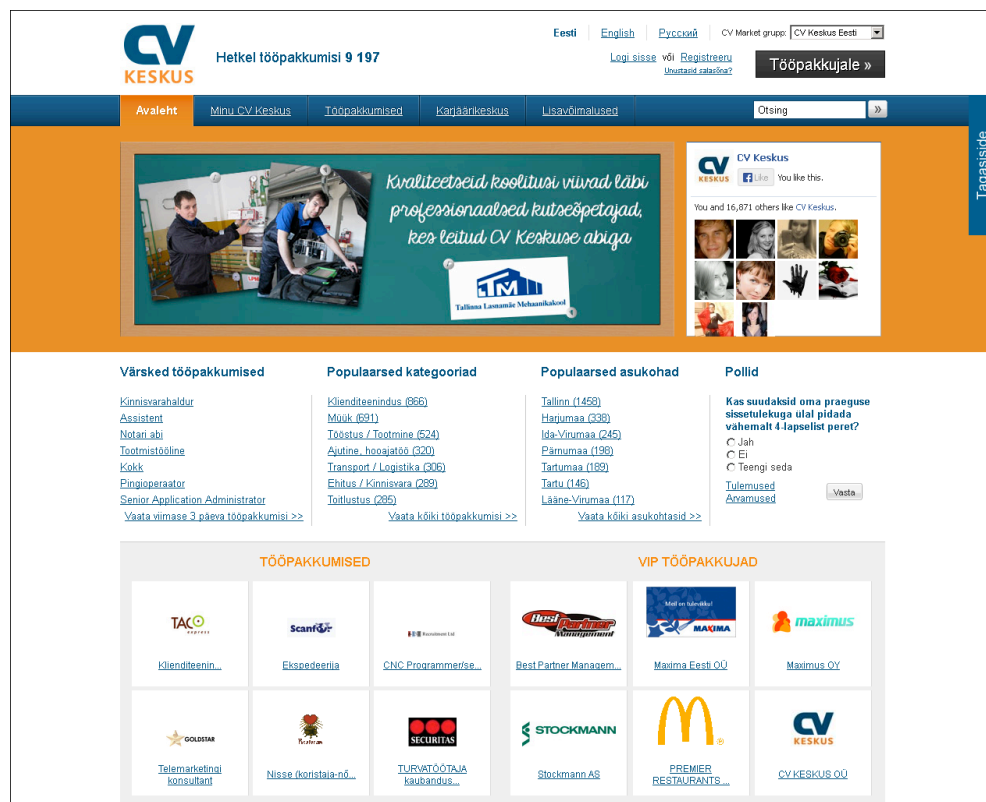 CV
KESKUS
Hetkel tööpakkumisi 9 197
Eesti
English
Русский
CV Market grupp:
CV Keskus Eesti
Logi sisse või Registreeru
Unustasid salasõna?
Tööpakkujale »
Avaleht
Minu CV Keskus
Tööpakkumised
Karjäärikeskus
Lisavõimalused
Otsing
»
Tagasiside
Kvaliteetseid koolitusi viivad läbi
professionaalsed kutseõpetajad,
kes leitud CV Keskuse abiga
TM
Tallinna Lasnamäe Mehaanikakool
CV
KESKUS
CV Keskus
Like
You like this.
You and 16,871 others like CV Keskus.
Värsked tööpakkumised
Kinnisvarahaldur
Assistent
Notari abi
Tootmistööline
Kokk
Pingioperaator
Senior Application Administrator
Vaata viimase 3 päeva tööpakkumisi >>
Populaarsed kategooriad
Klienditeenindus (866)
Müük (691)
Tööstus / Tootmine (524)
Ajutine, hooajatöö (320)
Transport / Logistika (306)
Ehitus / Kinnisvara (289)
Toitlustus (285)
Vaata kõiki tööpakkumisi >>
Populaarsed asukohad
Tallinn (1458)
Harjumaa (338)
Ida-Virumaa (245)
Pärnumaa (198)
Tartumaa (189)
Tartu (146)
Lääne-Virumaa (117)
Vaata kõiki asukohtasid >>
Pollid
Kas suudaksid oma praeguse
sissetulekuga ülal pidada
vähemalt 4-lapselist peret?
Jah
Ei
Teengi seda
Tulemused
Arvamused
Vasta
TÖÖPAKKUMISED
TACO
express
Klienditeenin...
Scanfor
Ekspedeerija
Recruitment Ltd
CNC Programmer/se...
GOLDSTAR
Telemarketingi
konsultant
Nisse (koristaja-nõ...
SECURITAS
TURVATÖÖTAJA
kaubandus...
VIP TÖÖPAKKUJAD
Best Partner
Management
Best Partner Managem...
Meil on tulevikku!
MAXIMA
Maxima Eesti OÜ
maximus
Maximus OY
STOCKMANN
Stockmann AS
PREMIER
RESTAURANTS ...
CV
KESKUS
CV KESKUS OÜ